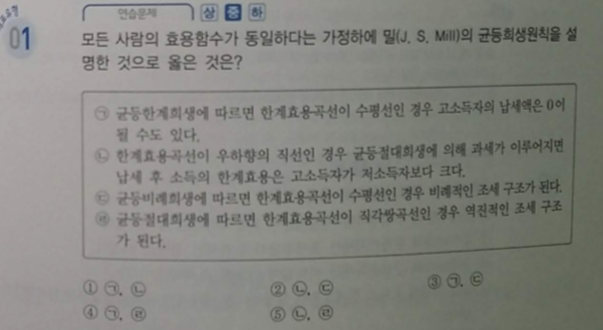 연습문제 상 중 하
01
모든 사람의 효용함수가 동일하다는 가정하에 밀(J. S. Mill)의 균등희생원칙을 설
명한 것으로 옳은 것은?
㉠ 균등한계희생에 따르면 한계효용곡선이 수평선인 경우 고소득자의 납세액은 0이
될 수도 있다.
㉡ 한계효용곡선이 우하향의 직선인 경우 균등절대희생에 의해 과세가 이루어지면
납세 후 소득의 한계효용은 고소득자가 저소득자보다 크다.
㉢ 균등비례희생에 따르면 한계효용곡선이 수평선인 경우 비례적인 조세 구조가 된다.
㉣ 균등절대희생에 따르면 한계효용곡선이 직각쌍곡선인 경우 역진적인 조세 구조
가 된다.
① ㉠, ㉡ ② ㉡, ㉢ ③ ㉠, ㉢
④ ㉠, ㉣ ⑤ ㉡, ㉣